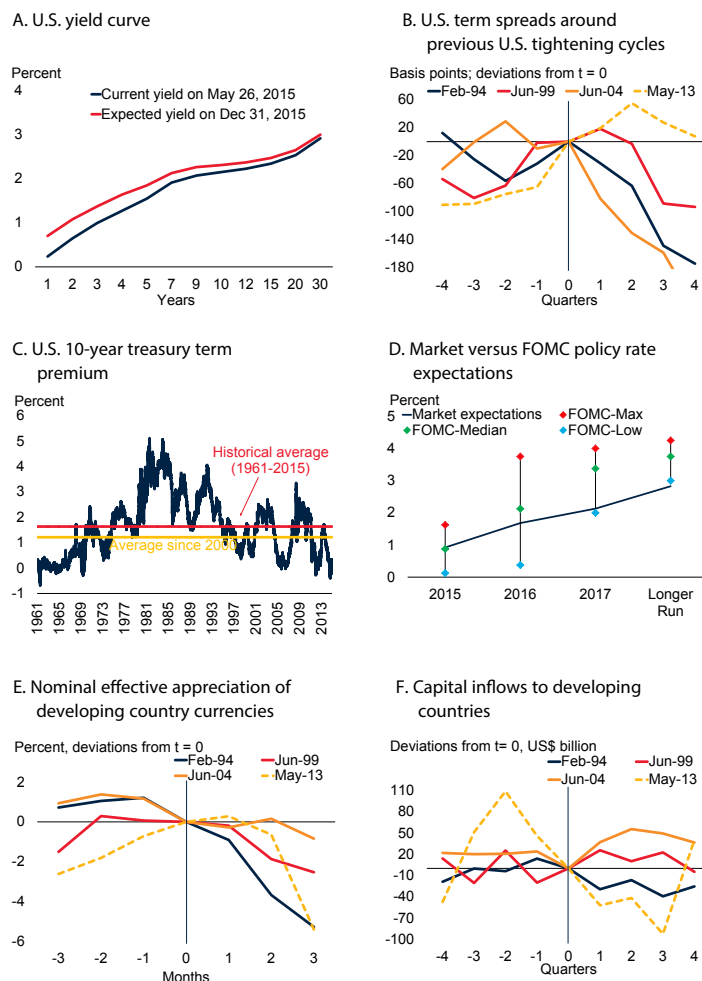 A. U.S. yield curve
Percent
4
3
2
1
0
Current yield on May 26, 2015
Expected yield on Dec 31, 2015
1 2 3 4 5 7 9 10 12 15 20 30
Years
B. U.S. term spreads around
previous U.S. tightening cycles
Basis points; deviations from t = 0
Feb-94 Jun-99 Jun-04 May-13
60
20
-20
-60
-100
-140
-180
-4 -3 -2 -1 0 1 2 3 4
Quarters
C. U.S. 10-year treasury term
premium
Percent
6
5
4
3
2
1
0
-1
Historical average
(1961-2015)
Average since 2000
1961 1965 1969 1973 1977 1981 1985 1989 1993 1997 2001 2005 2009 2013
D. Market versus FOMC policy rate
expectations
Percent
5
4
3
2
1
0
Market expectations FOMC-Max
FOMC-Median FOMC-Low
2015 2016 2017 Longer
Run
E. Nominal effective appreciation of
developing country currencies
Percent, deviations from t = 0
Feb-94 Jun-99
Jun-04 May-13
2
0
-2
-4
-6
-3 -2 -1 0 1 2 3
Months
F. Capital inflows to developing
countries
Deviations from t= 0, US$ billion
Feb-94 Jun-99
Jun-04 May-13
110
80
50
20
-10
-40
-70
-100
-4 -3 -2 -1 0 1 2 3 4
Quarters